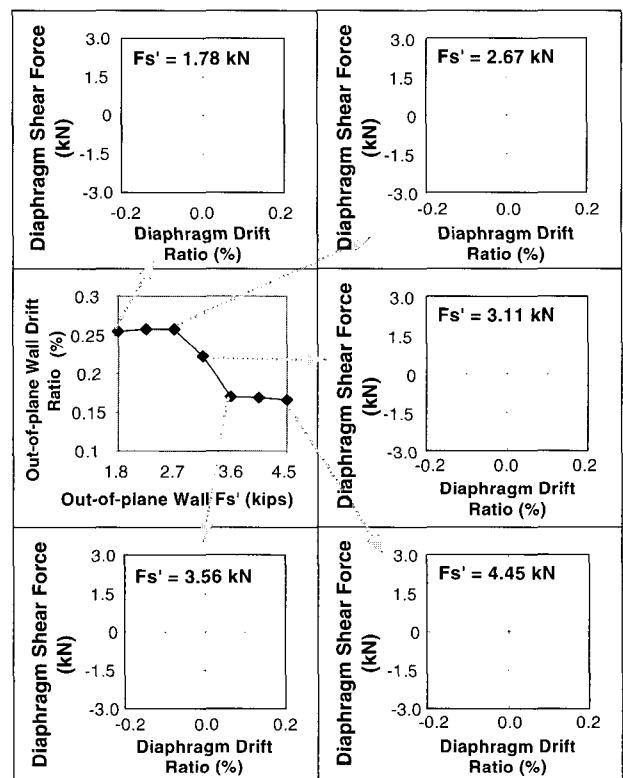 Diaphragm Shear Force
(kN)
3.0
1.5
0
-1.5
-3.0
Fs' = 1.78 kN
-0.2
0.0
0.2
Diaphragm Drift
Ratio (%)
Diaphragm Shear Force
(kN)
3.0
1.5
0
-1.5
-3.0
Fs' = 2.67 kN
-0.2
0.0
0.2
Diaphragm Drift
Ratio (%)
Out-of-plane Wall Drift
Ratio (%)
0.3
0.25
0.2
0.15
0.1
1.8
2.7
3.6
4.5
Out-of-plane Wall Fs' (kips)
Diaphragm Shear Force
(kN)
3.0
1.5
0
-1.5
-3.0
Fs' = 3.11 kN
-0.2
0.0
0.2
Diaphragm Drift
Ratio (%)
Diaphragm Shear Force
(kN)
3.0
1.5
0
-1.5
-3.0
Fs' = 3.56 kN
-0.2
0.0
0.2
Diaphragm Drift
Ratio (%)
Diaphragm Shear Force
(kN)
3.0
1.5
0
-1.5
-3.0
Fs' = 4.45 kN
-0.2
0.0
0.2
Diaphragm Drift
Ratio (%)